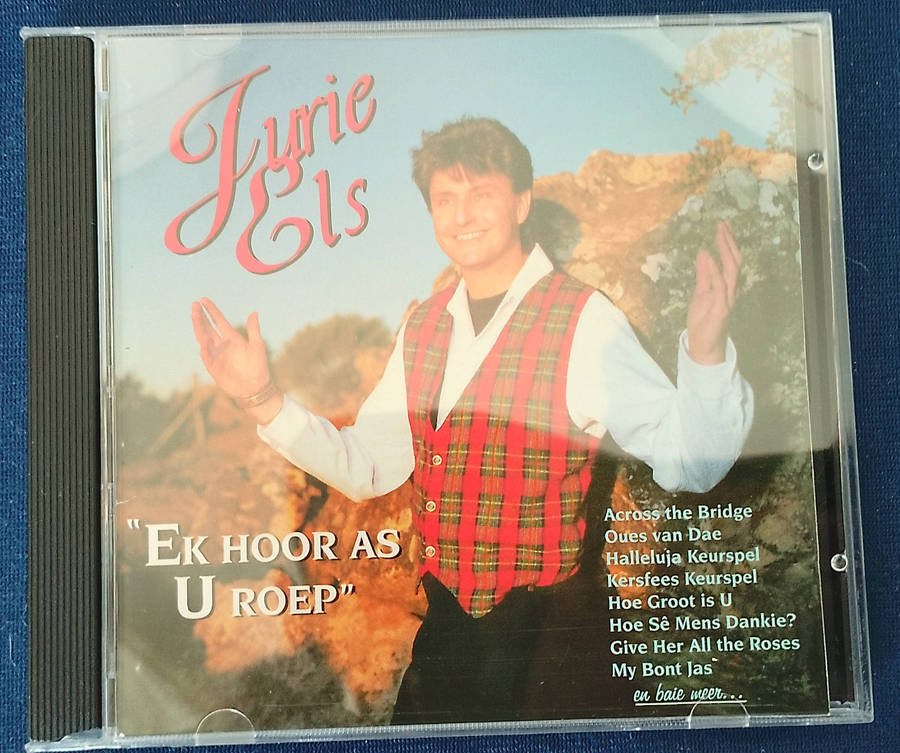 Jurie
Els
"EK HOOR AS
U ROEP"
Across the Bridge
Oues van Dae
Halleluja Keurspel
Kersfees Keurspel
Hoe Groot is U
Hoe Sê Mens Dankie?
Give Her All the Roses
My Bont Jas
en baie meer...